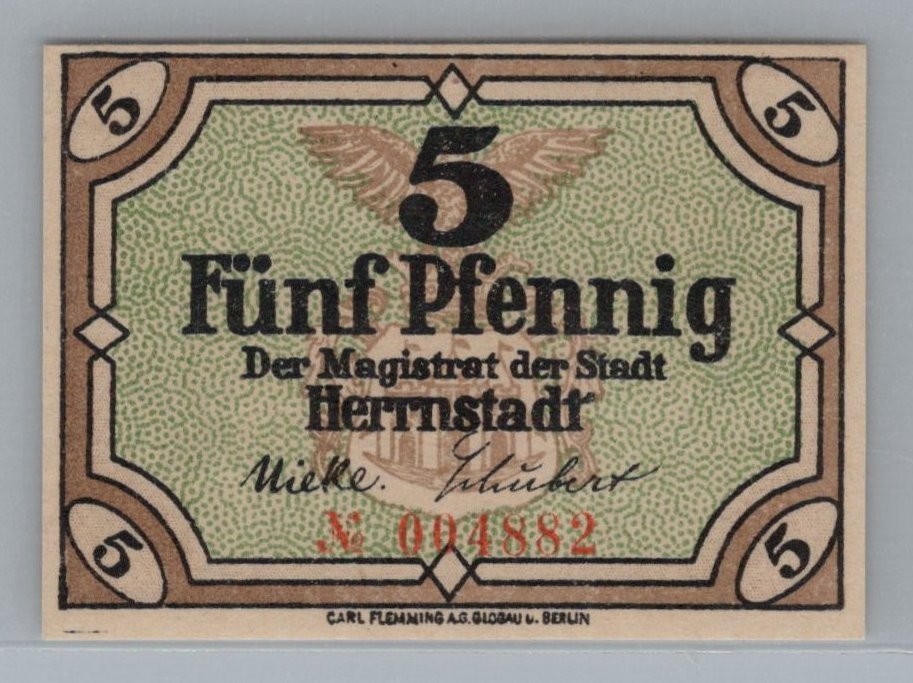 5 5
5
Fünf Pfennig
Der Magistrat der Stadt
Herrnstadt
Mielke. Schubert
№ 004882
5 5
CARL FLEMMING A.G. GLOGAU U. BERLIN